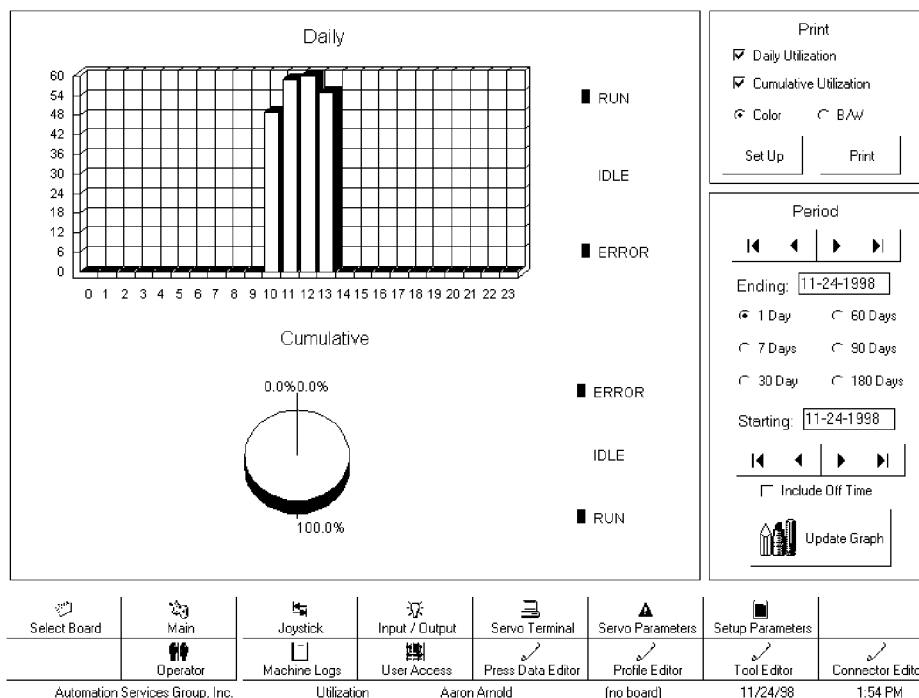 Daily
60
54
48
42
36
30
24
18
12
6
0
0 1 2 3 4 5 6 7 8 9 10 11 12 13 14 15 16 17 18 19 20 21 22 23
RUN
IDLE
ERROR
Cumulative
0.0%0.0%
100.0%
ERROR
IDLE
RUN
Print
Daily Utilization
Cumulative Utilization
Color B/W
Set Up Print
Period
Ending: 11-24-1998
1 Day 60 Days
7 Days 90 Days
30 Day 180 Days
Starting: 11-24-1998
Include Off Time
Update Graph
Select Board Main Joystick Input / Output Servo Terminal Servo Parameters Setup Parameters
Operator Machine Logs User Access Press Data Editor Profile Editor Tool Editor Connector Edito
Automation Services Group, Inc. Utilization Aaron Arnold (no board) 11/24/98 1:54 PM